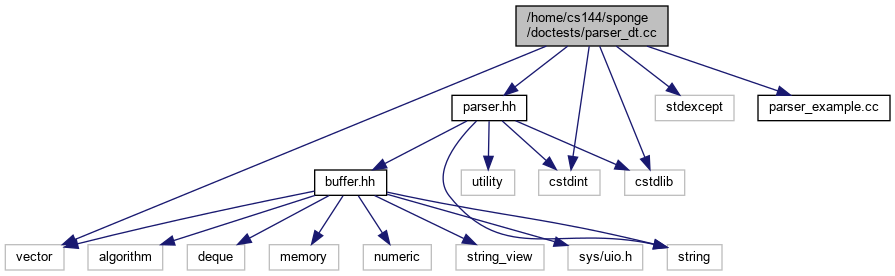 /home/cs144/sponge
/doctests/parser_dt.cc
parser.hh
stdexcept
parser_example.cc
buffer.hh
utility
cstdint
cstdlib
vector
algorithm
deque
memory
numeric
string_view
sys/uio.h
string